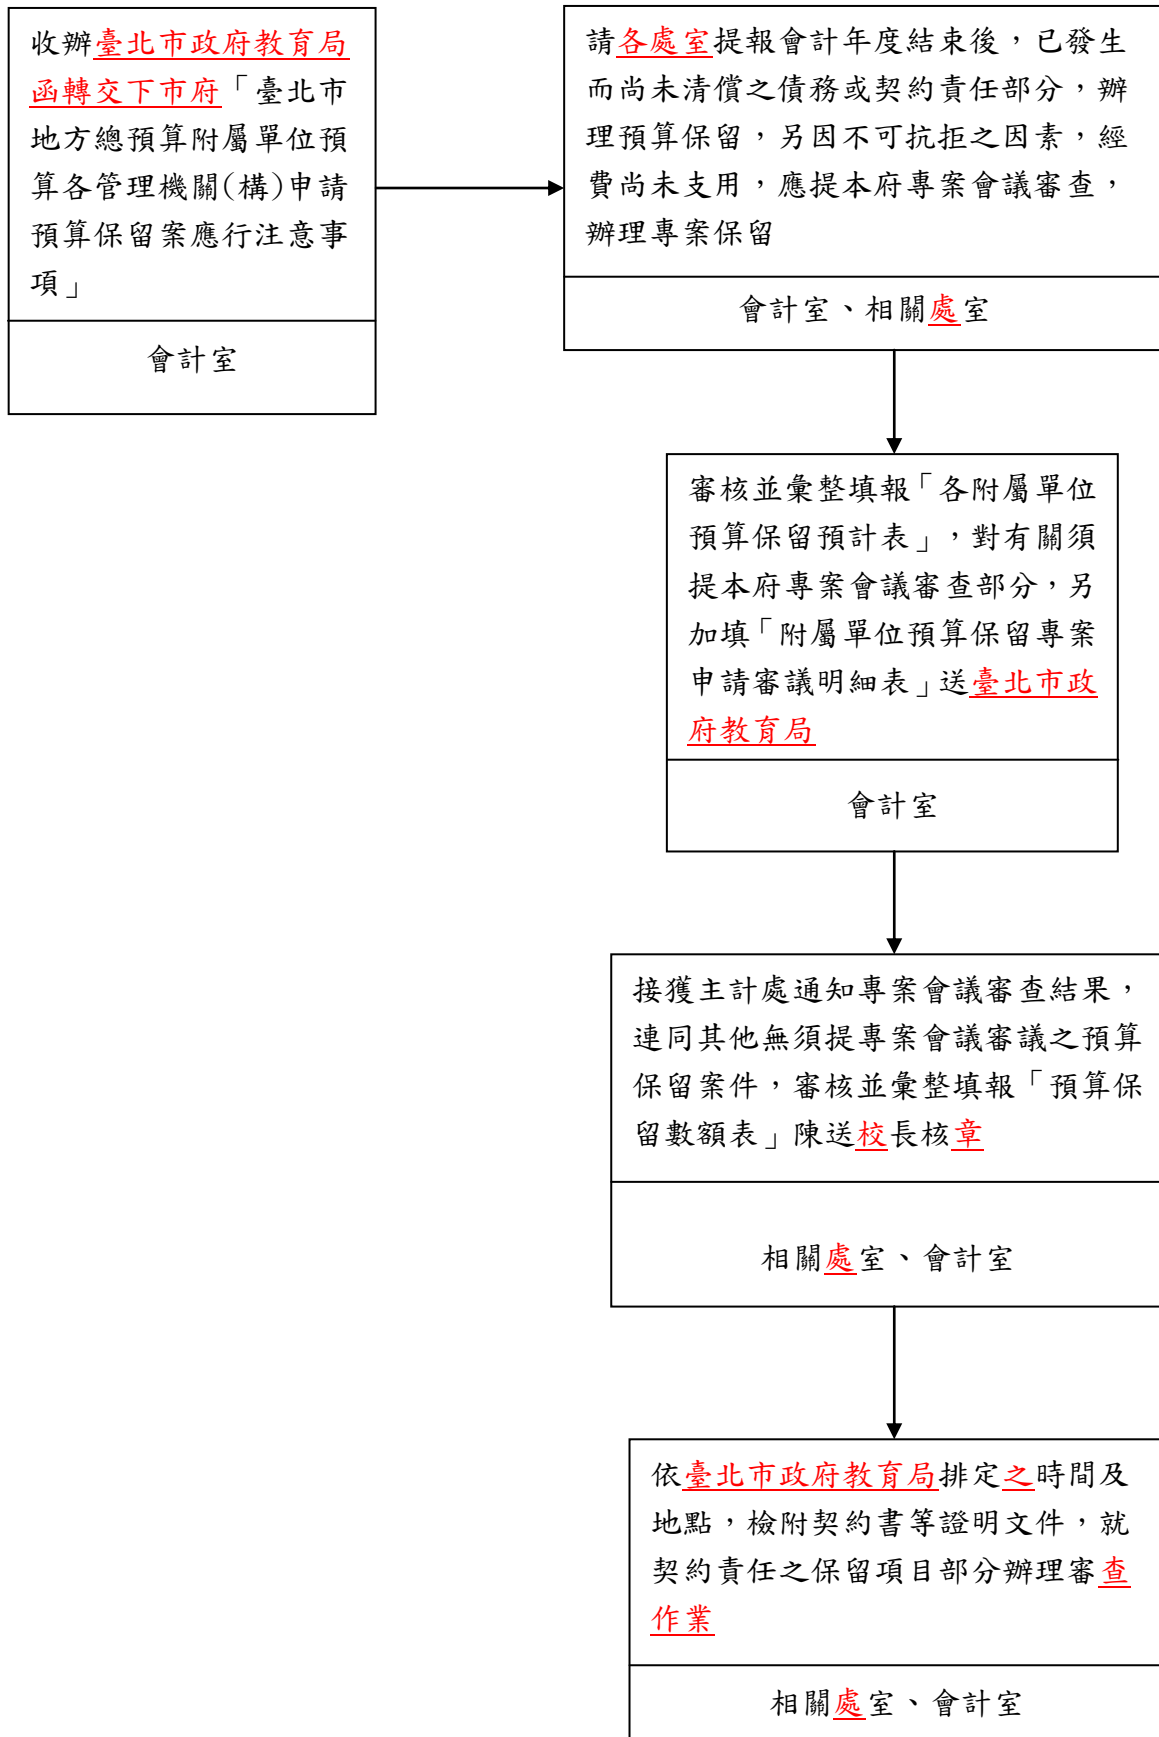 收辦臺北市政府教育局
函轉交下市府「臺北市
地方總預算附屬單位預
算各管理機關(構)申請
預算保留案應行注意事
項」
會計室
請各處室提報會計年度結束後，已發生
而尚未清償之債務或契約責任部分，辦
理預算保留，另因不可抗拒之因素，經
費尚未支用，應提本府專案會議審查，
辦理專案保留
會計室、相關處室
審核並彙整填報「各附屬單位
預算保留預計表」，對有關須
提本府專案會議審查部分，另
加填「附屬單位預算保留專案
申請審議明細表」送臺北市政
府教育局
會計室
接獲主計處通知專案會議審查結果，
連同其他無須提專案會議審議之預算
保留案件，審核並彙整填報「預算保
留數額表」陳送校長核章
相關處室、會計室
依臺北市政府教育局排定之時間及
地點，檢附契約書等證明文件，就
契約責任之保留項目部分辦理審查
作業
相關處室、會計室